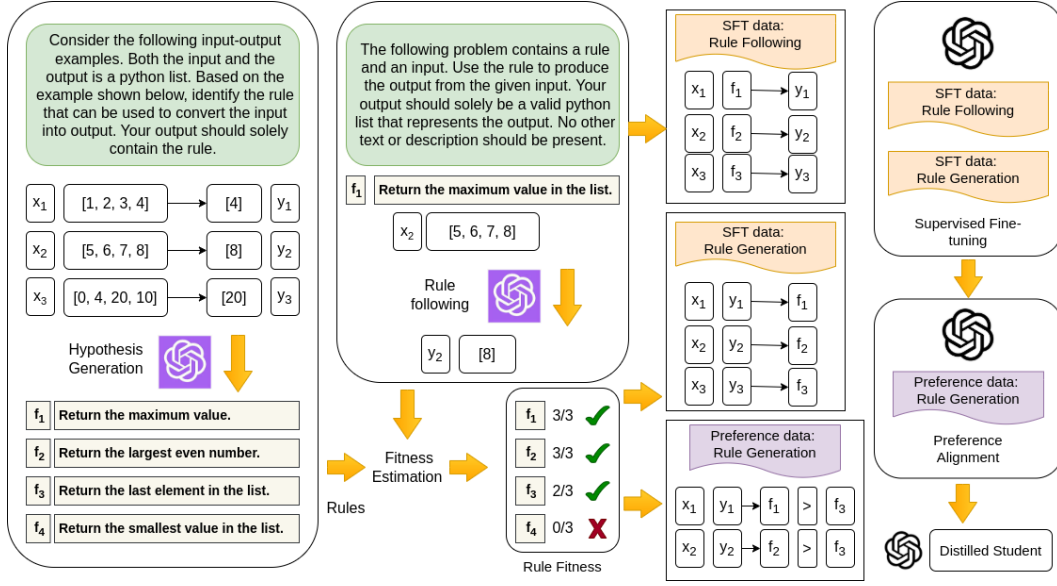 Consider the following input-output
examples. Both the input and the
output is a python list. Based on the
example shown below, identify the rule
that can be used to convert the input
into output. Your output should solely
contain the rule.
x1 [1, 2, 3, 4] [4] y1
x2 [5, 6, 7, 8] [8] y2
x3 [0, 4, 20, 10] [20] y3
Hypothesis
Generation
f1 Return the maximum value.
f2 Return the largest even number.
f3 Return the last element in the list.
f4 Return the smallest value in the list.
Rules
The following problem contains a rule
and an input. Use the rule to produce
the output from the given input. Your
output should solely be a valid python
list that represents the output. No other
text or description should be present.
f1 Return the maximum value in the list.
x2 [5, 6, 7, 8]
Rule
following
y2 [8]
Fitness
Estimation
f1 3/3
f2 3/3
f3 2/3
f4 0/3 X
Rule Fitness
SFT data:
Rule Following
x1 f1 y1
x2 f2 y2
x3 f3 y3
SFT data:
Rule Generation
x1 y1 f1
x2 y2 f2
x3 y3 f3
Preference data:
Rule Generation
x1 y1 f1 > f3
x2 y2 f2 > f3
SFT data:
Rule Following
SFT data:
Rule Generation
Supervised Fine-
tuning
Preference data:
Rule Generation
Preference
Alignment
Distilled Student